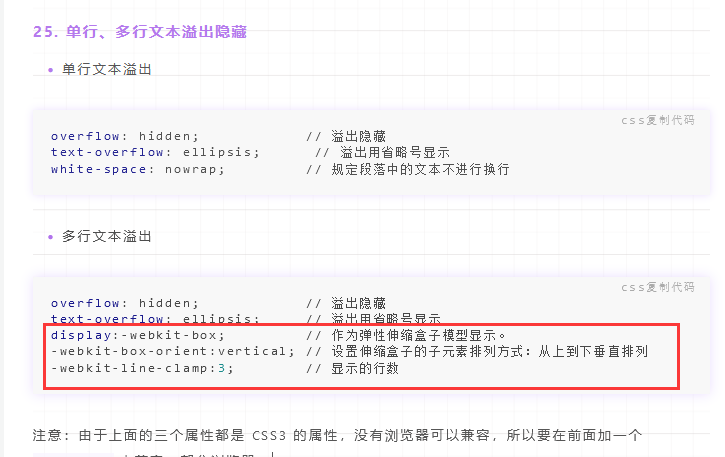 25. 单行、多行文本溢出隐藏
单行文本溢出
css复制代码
overflow: hidden;            // 溢出隐藏
text-overflow: ellipsis;      // 溢出用省略号显示
white-space: nowrap;         // 规定段落中的文本不进行换行
多行文本溢出
css复制代码
overflow: hidden;            // 溢出隐藏
text-overflow: ellipsis;     // 溢出用省略号显示
display:-webkit-box;         // 作为弹性伸缩盒子模型显示。
-webkit-box-orient:vertical; // 设置伸缩盒子的子元素排列方式：从上到下垂直排列
-webkit-line-clamp:3;        // 显示的行数
注意：由于上面的三个属性都是 CSS3 的属性，没有浏览器可以兼容，所以要在前面加一个